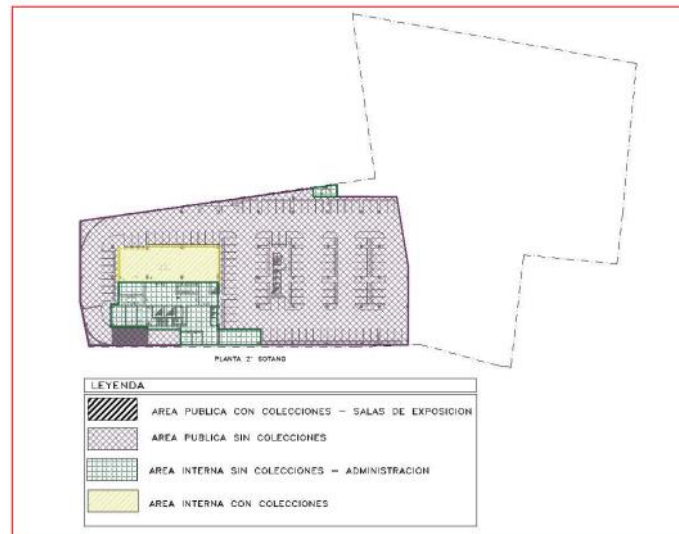 PLANTA 2° SOTANO
LEYENDA
AREA PUBLICA CON COLECCIONES – SALAS DE EXPOSICION
AREA PUBLICA SIN COLECCIONES
AREA INTERNA SIN COLECCIONES – ADMINISTRACION
AREA INTERNA CON COLECCIONES